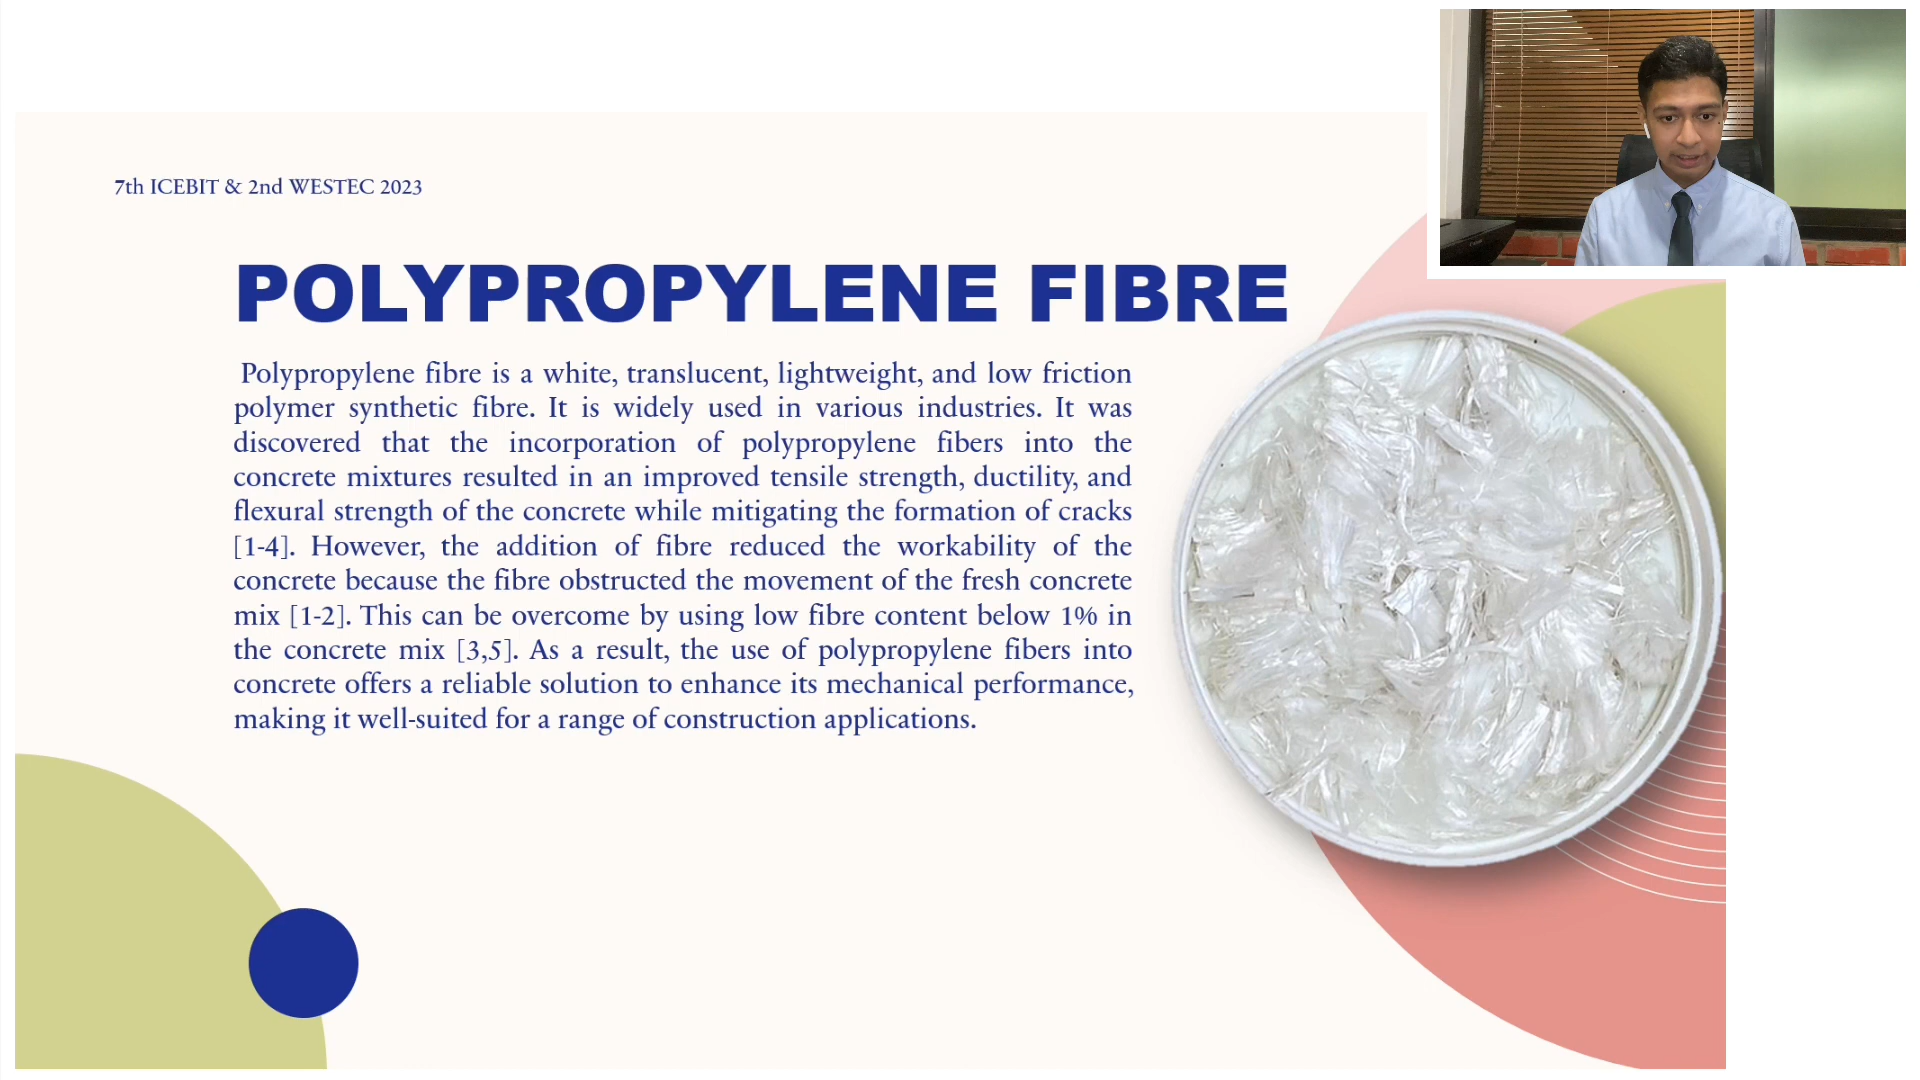 7th ICEBIT & 2nd WESTEC 2023
POLYPROPYLENE FIBRE
Polypropylene fibre is a white, translucent, lightweight, and low friction
polymer synthetic fibre. It is widely used in various industries. It was
discovered that the incorporation of polypropylene fibers into the
concrete mixtures resulted in an improved tensile strength, ductility, and
flexural strength of the concrete while mitigating the formation of cracks
[1-4]. However, the addition of fibre reduced the workability of the
concrete because the fibre obstructed the movement of the fresh concrete
mix [1-2]. This can be overcome by using low fibre content below 1% in
the concrete mix [3,5]. As a result, the use of polypropylene fibers into
concrete offers a reliable solution to enhance its mechanical performance,
making it well-suited for a range of construction applications.